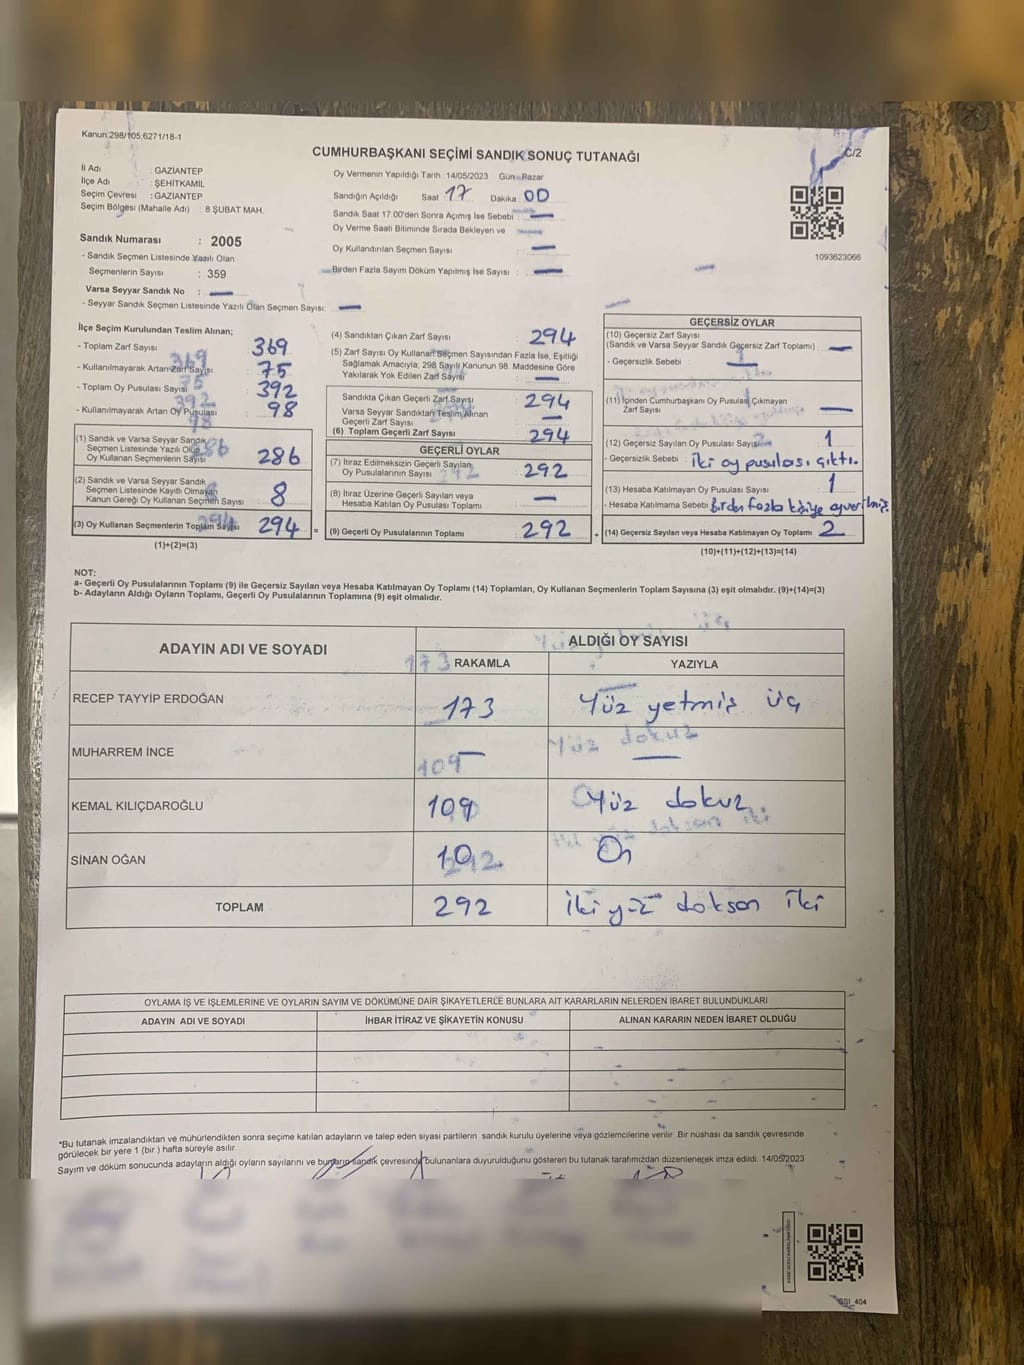 Kanun 298/105 6271/18-1
CUMHURBAŞKANI SEÇİMİ SANDIK SONUÇ TUTANAĞI
C/2
İl Adı : GAZİANTEP
İlçe Adı : ŞEHİTKAMİL
Seçim Çevresi : GAZİANTEP
Seçim Bölgesi (Mahalle Adı) : 8 ŞUBAT MAH.
Sandık Numarası : 2005
- Sandık Seçmen Listesinde Yazılı Olan
Seçmenlerin Sayısı : 359
Varsa Seyyar Sandık No : —
- Seyyar Sandık Seçmen Listesinde Yazılı Olan Seçmen Sayısı: —
Oy Vermenin Yapıldığı Tarih : 14/05/2023 Gün : Pazar
Sandığın Açıldığı Saat 17 Dakika : 00
Sandık Saat 17.00'den Sonra Açımış İse Sebebi : —
Oy Verme Saati Bitiminde Sırada Bekleyen ve
Oy Kullandırılan Seçmen Sayısı : —
Birden Fazla Sayım Döküm Yapılmış İse Sayısı : —
1093623066
İlçe Seçim Kurulundan Teslim Alınan;
- Toplam Zarf Sayısı 369
369
- Kullanılmayarak Artan Zarf Sayısı 75
75
- Toplam Oy Pusulası Sayısı 392
392
- Kullanılmayarak Artan Oy Pusulası 98
98
(1) Sandık ve Varsa Seyyar Sandık
Seçmen Listesinde Yazılı Olup
Oy Kullanan Seçmenlerin Sayısı 286
286
(2) Sandık ve Varsa Seyyar Sandık
Seçmen Listesinde Kayıtlı Olmayan
Kanun Gereği Oy Kullanan Seçmen Sayısı 8
(3) Oy Kullanan Seçmenlerin Toplam Sayısı 294 =
294
(1)+(2)=(3)
(4) Sandıktan Çıkan Zarf Sayısı : 294
(5) Zarf Sayısı Oy Kullanan Seçmen Sayısından Fazla İse, Eşitliği
Sağlamak Amacıyla; 298 Sayılı Kanunun 98. Maddesine Göre
Yakılarak Yok Edilen Zarf Sayısı : —
Sandıkta Çıkan Geçerli Zarf Sayısı : 294
Varsa Seyyar Sandıktan Teslim Alınan
Geçerli Zarf Sayısı : —
(6) Toplam Geçerli Zarf Sayısı : 294
GEÇERLİ OYLAR
(7) İtiraz Edilmeksizin Geçerli Sayılan
Oy Pusulalarının Sayısı : 292
292
(8) İtiraz Üzerine Geçerli Sayılan veya
Hesaba Katılan Oy Pusulası Toplamı : —
(9) Geçerli Oy Pusulalarının Toplamı : 292 +
GEÇERSİZ OYLAR
(10) Geçersiz Zarf Sayısı
(Sandık ve Varsa Seyyar Sandık Geçersiz Zarf Toplamı) : —
- Geçersizlik Sebebi : —
(11) İçinden Cumhurbaşkanı Oy Pusulası Çıkmayan
Zarf Sayısı —
(12) Geçersiz Sayılan Oy Pusulası Sayısı 1
- Geçersizlik Sebebi : İki oy pusulası çıktı.
(13) Hesaba Katılmayan Oy Pusulası Sayısı : 1
- Hesaba Katılmama Sebebi Birden fazla kişiye oy verilmiş
(14) Geçersiz Sayılan veya Hesaba Katılmayan Oy Toplamı 2
(10)+(11)+(12)+(13)=(14)
NOT:
a- Geçerli Oy Pusulalarının Toplamı (9) ile Geçersiz Sayılan veya Hesaba Katılmayan Oy Toplamı (14) Toplamları, Oy Kullanan Seçmenlerin Toplam Sayısına (3) eşit olmalıdır. (9)+(14)=(3)
b- Adayların Aldığı Oyların Toplamı, Geçerli Oy Pusulalarının Toplamına (9) eşit olmalıdır.
ADAYIN ADI VE SOYADI
ALDIĞI OY SAYISI
173 RAKAMLA YAZIYLA
RECEP TAYYİP ERDOĞAN 173 Yüz yetmiş üç
MUHARREM İNCE — —
109 Yüz dokuz
KEMAL KILIÇDAROĞLU 109 Yüz dokuz
SİNAN OĞAN 10 On
292
TOPLAM 292 İki yüz doksan İki
OYLAMA İŞ VE İŞLEMLERİNE VE OYLARIN SAYIM VE DÖKÜMÜNE DAİR ŞİKAYETLERLE BUNLARA AİT KARARLARIN NELERDEN İBARET BULUNDUKLARI
ADAYIN ADI VE SOYADI İHBAR İTİRAZ VE ŞİKAYETİN KONUSU ALINAN KARARIN NEDEN İBARET OLDUĞU
*Bu tutanak imzalandıktan ve mühürlendikten sonra seçime katılan adayların ve talep eden siyasi partilerin sandık kurulu üyelerine veya gözlemcilerine verilir. Bir nüshası da sandık çevresinde
görülecek bir yere 1 (bir ) hafta süreyle asılır.
Sayım ve döküm sonucunda adayların aldığı oyların sayılarını ve bunların sandık çevresinde bulunanlara duyurulduğunu gösteren bu tutanak tarafımızdan düzenlenerek imza edildi. 14/05/2023
SSI_404